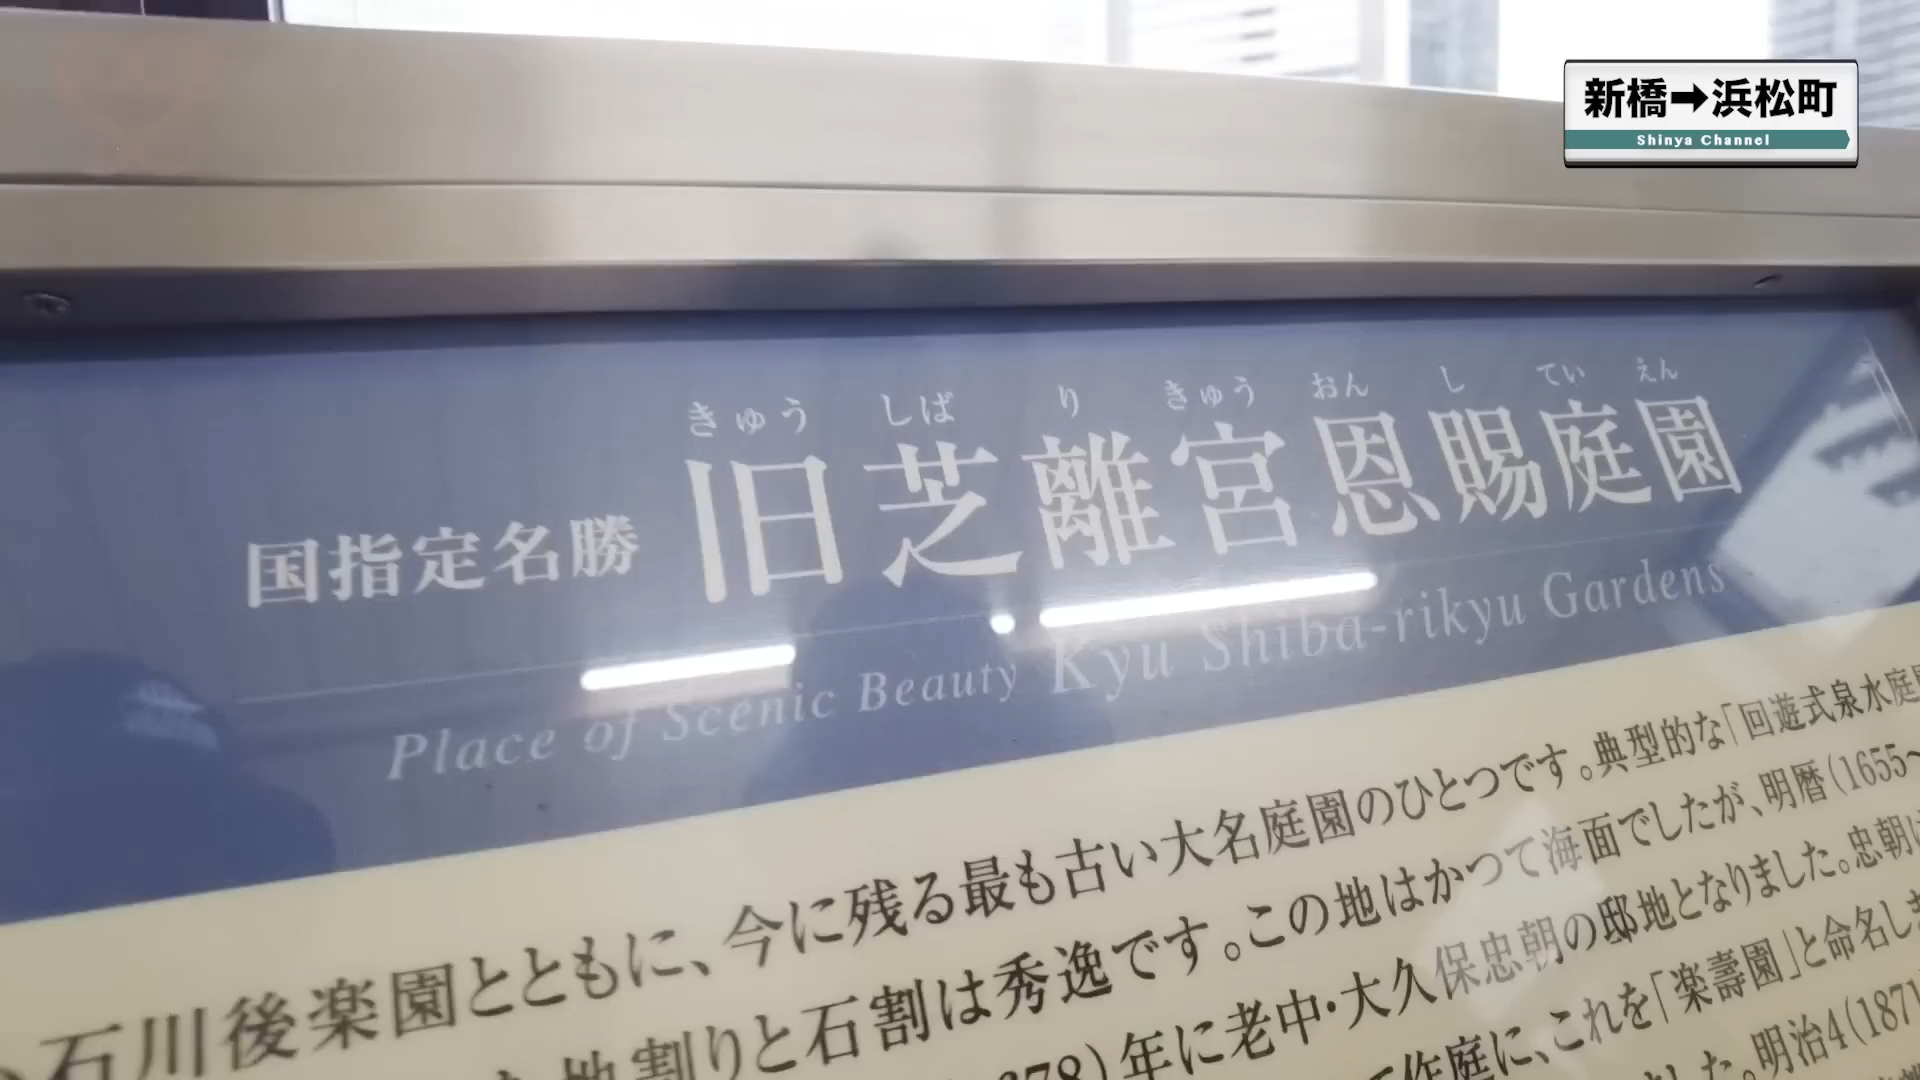 新橋➡浜松町
Shinya Channel
きゅう しば り きゅう おん し てい えん
国指定名勝 旧芝離宮恩賜庭園
Place of Scenic Beauty Kyu Shiba-rikyu Gardens
石川後楽園とともに、今に残る最も古い大名庭園のひとつです。典型的な「回遊式泉水庭
地割りと石割は秀逸です。この地はかつて海面でしたが、明暦(1655~
678)年に老中・大久保忠朝の邸地となりました。忠朝は
作庭に、これを「楽壽園」と命名しま
した。明治4(1871